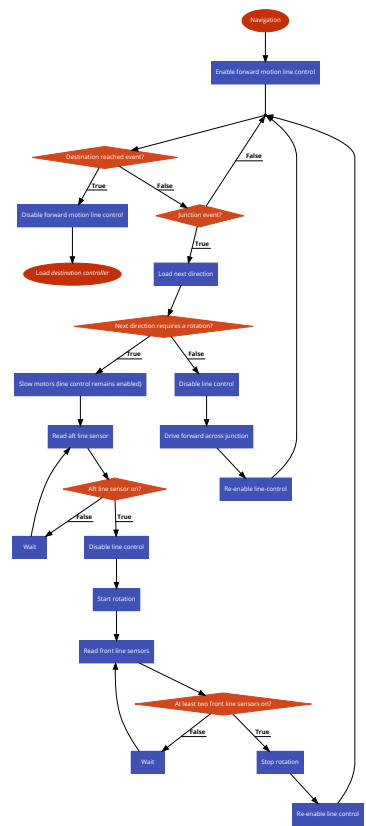 Navigation
Enable forward motion line control
Destination reached event?
True
False
False
Disable forward motion line control
Junction event?
True
Load destination controller
Load next direction
Next direction requires a rotation?
True
False
Slow motors (line control remains enabled)
Disable line control
Read aft line sensor
Drive forward across junction
Aft line sensor on?
Re-enable line-control
False
True
Wait
Disable line control
Start rotation
Read front line sensors
At least two front line sensors on?
False
True
Wait
Stop rotation
Re-enable line control